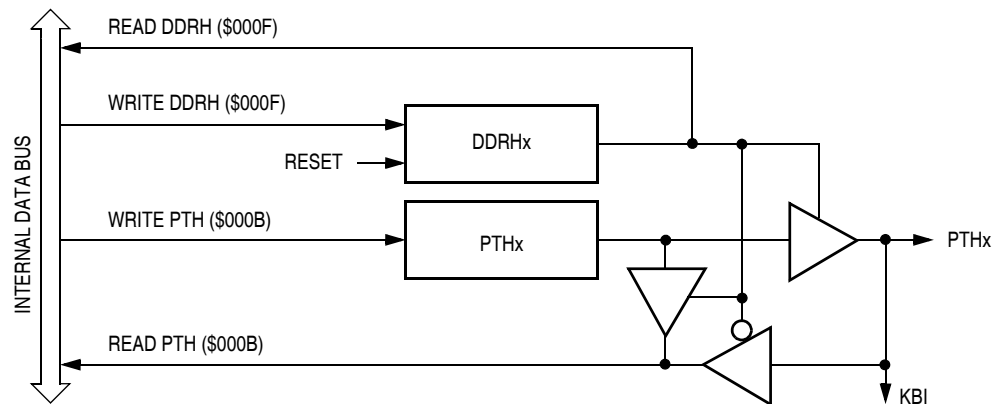 READ DDRH ($000F)
WRITE DDRH ($000F)
DDRHx
RESET
INTERNAL DATA BUS
WRITE PTH ($000B)
PTHx
PTHx
READ PTH ($000B)
KBI